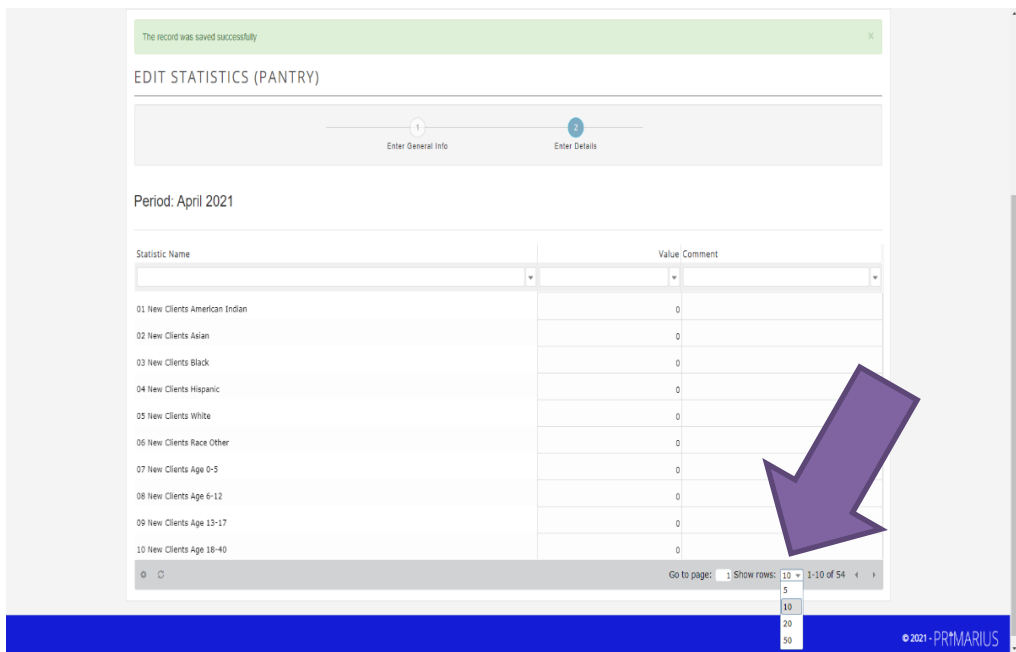 The record was saved successfully x
EDIT STATISTICS (PANTRY)
1 2
Enter General Info Enter Details
Period: April 2021
Statistic Name Value Comment
01 New Clients American Indian 0
02 New Clients Asian 0
03 New Clients Black 0
04 New Clients Hispanic 0
05 New Clients White 0
06 New Clients Race Other 0
07 New Clients Age 0-5 0
08 New Clients Age 6-12 0
09 New Clients Age 13-17 0
10 New Clients Age 18-40 0
Go to page: 1 Show rows: 10 1-10 of 54
5
10
20
50
© 2021 - PRIMARIUS